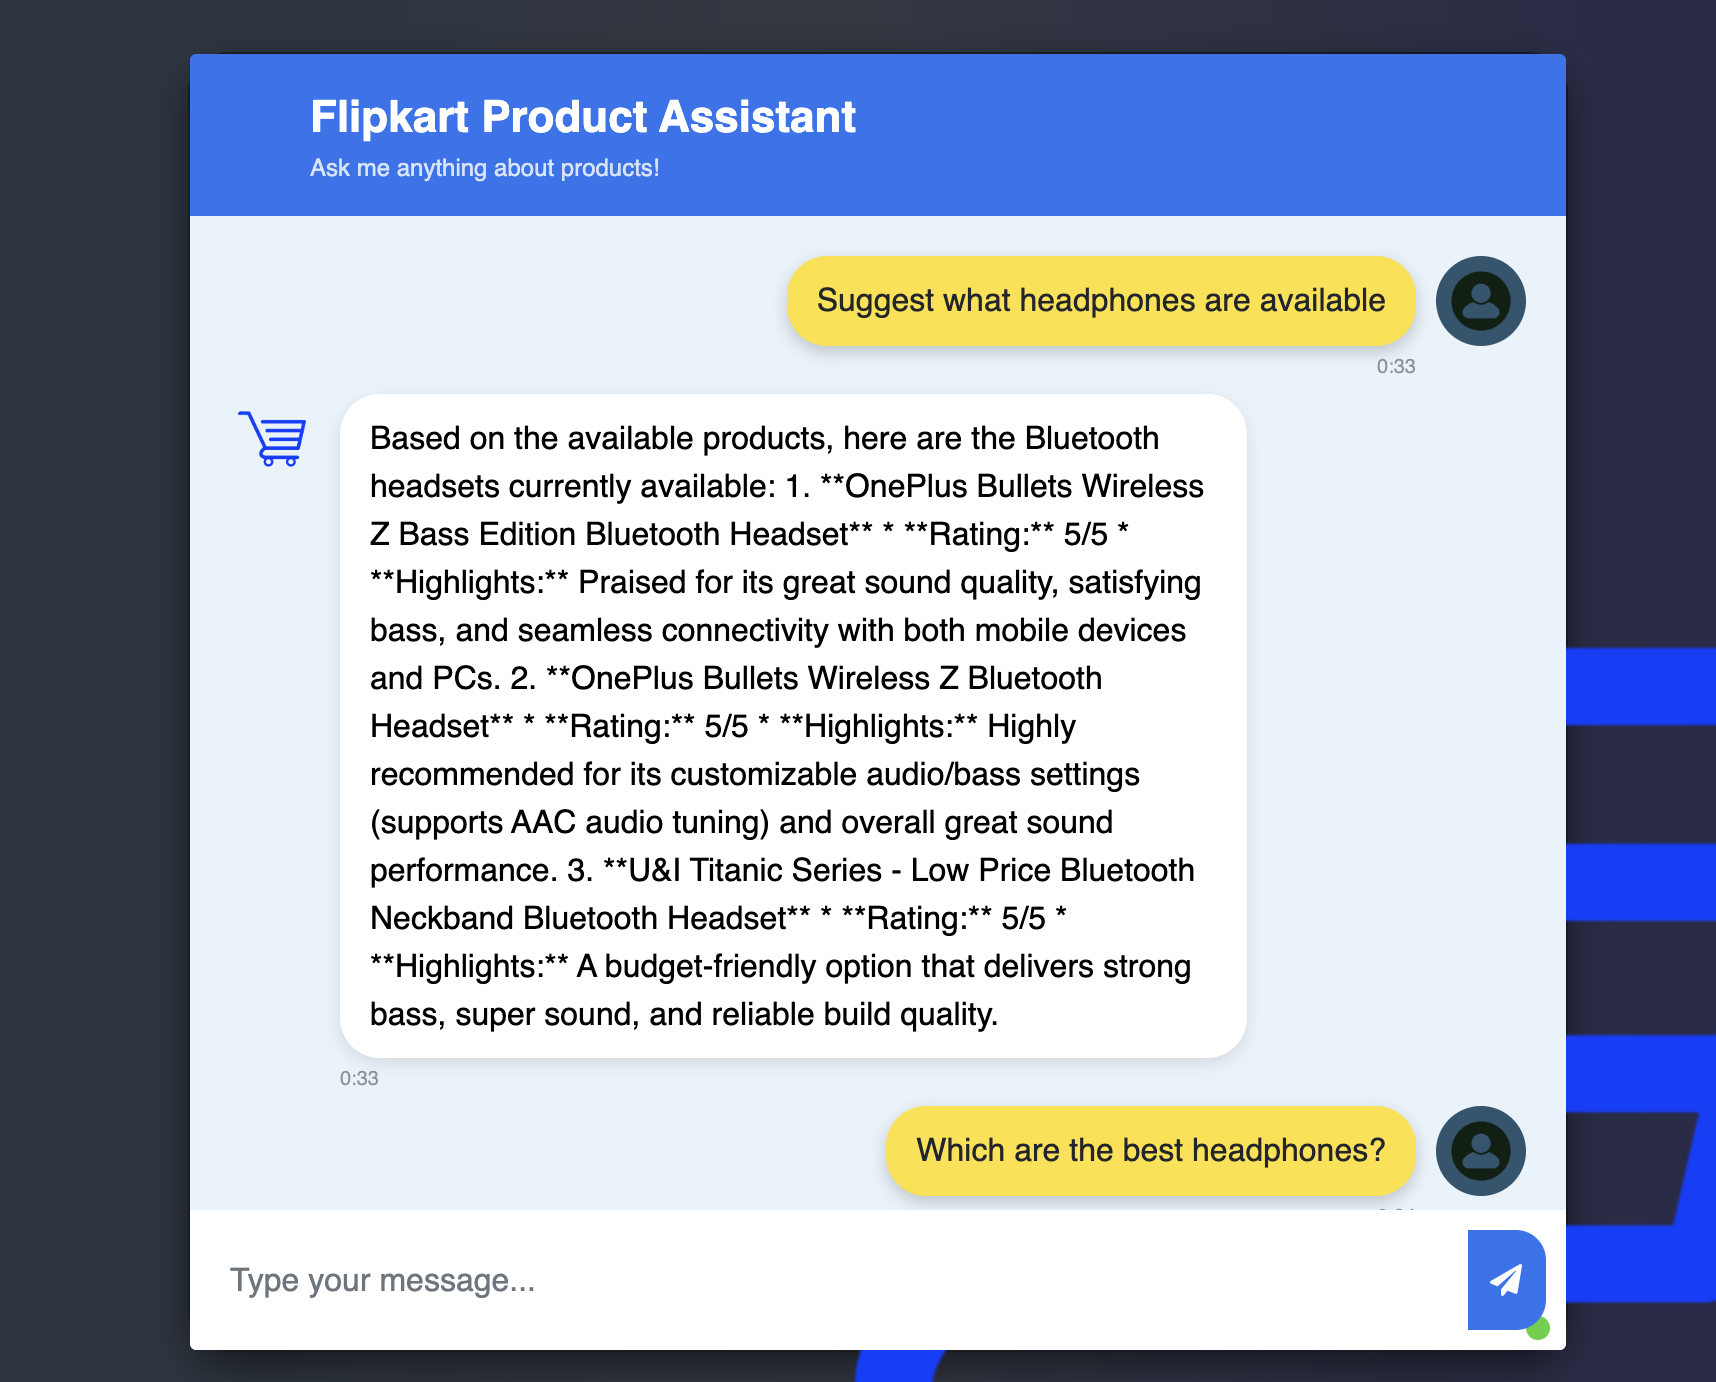 Flipkart Product Assistant
Ask me anything about products!
Suggest what headphones are available
0:33
Based on the available products, here are the Bluetooth
headsets currently available: 1. **OnePlus Bullets Wireless
Z Bass Edition Bluetooth Headset** * **Rating:** 5/5 *
**Highlights:** Praised for its great sound quality, satisfying
bass, and seamless connectivity with both mobile devices
and PCs. 2. **OnePlus Bullets Wireless Z Bluetooth
Headset** * **Rating:** 5/5 * **Highlights:** Highly
recommended for its customizable audio/bass settings
(supports AAC audio tuning) and overall great sound
performance. 3. **U&I Titanic Series - Low Price Bluetooth
Neckband Bluetooth Headset** * **Rating:** 5/5 *
**Highlights:** A budget-friendly option that delivers strong
bass, super sound, and reliable build quality.
0:33
Which are the best headphones?
Type your message...